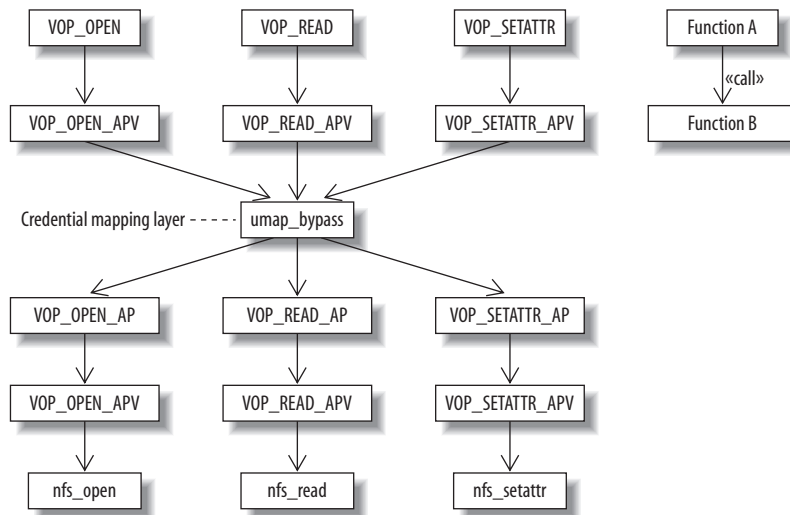 VOP_OPEN
VOP_READ
VOP_SETATTR
Function A
«call»
VOP_OPEN_APV
VOP_READ_APV
VOP_SETATTR_APV
Function B
Credential mapping layer
umap_bypass
VOP_OPEN_AP
VOP_READ_AP
VOP_SETATTR_AP
VOP_OPEN_APV
VOP_READ_APV
VOP_SETATTR_APV
nfs_open
nfs_read
nfs_setattr